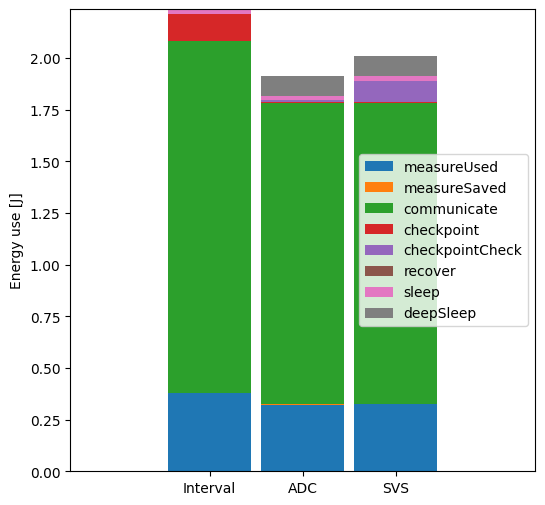 2.00
1.75
1.50
1.25
1.00
0.75
0.50
0.25
0.00
Energy use [J]
measureUsed
measureSaved
communicate
checkpoint
checkpointCheck
recover
sleep
deepSleep
Interval
ADC
SVS